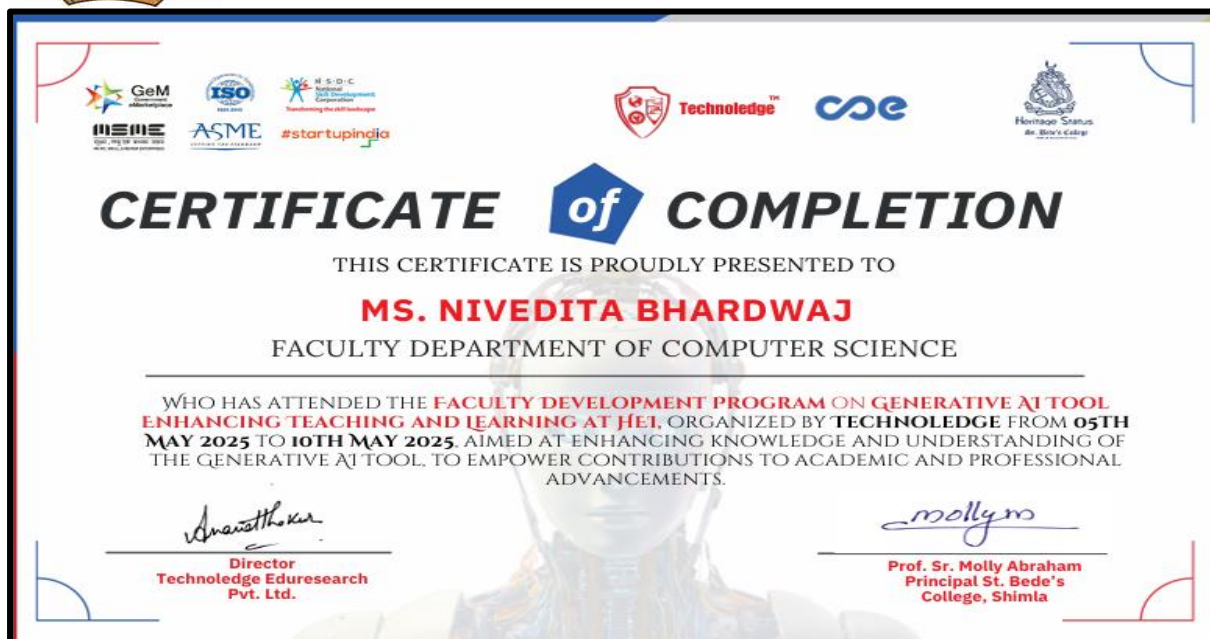 GeM
Government
eMarketplace
ISO
N·S·D·C
National
Skill Development
Corporation
Transforming the skill landscape
MSME
ASME
#startupindia
Technoledge™
coe
Heritage Status
St. Bede's College
CERTIFICATE of COMPLETION
THIS CERTIFICATE IS PROUDLY PRESENTED TO
MS. NIVEDITA BHARDWAJ
FACULTY DEPARTMENT OF COMPUTER SCIENCE
WHO HAS ATTENDED THE FACULTY DEVELOPMENT PROGRAM ON GENERATIVE AI TOOL
ENHANCING TEACHING AND LEARNING AT HEI, ORGANIZED BY TECHNOLEDGE FROM 05TH
MAY 2025 TO 10TH MAY 2025, AIMED AT ENHANCING KNOWLEDGE AND UNDERSTANDING OF
THE GENERATIVE AI TOOL, TO EMPOWER CONTRIBUTIONS TO ACADEMIC AND PROFESSIONAL
ADVANCEMENTS.
mollym
Director
Technoledge Eduresearch
Pvt. Ltd.
Prof. Sr. Molly Abraham
Principal St. Bede's
College, Shimla